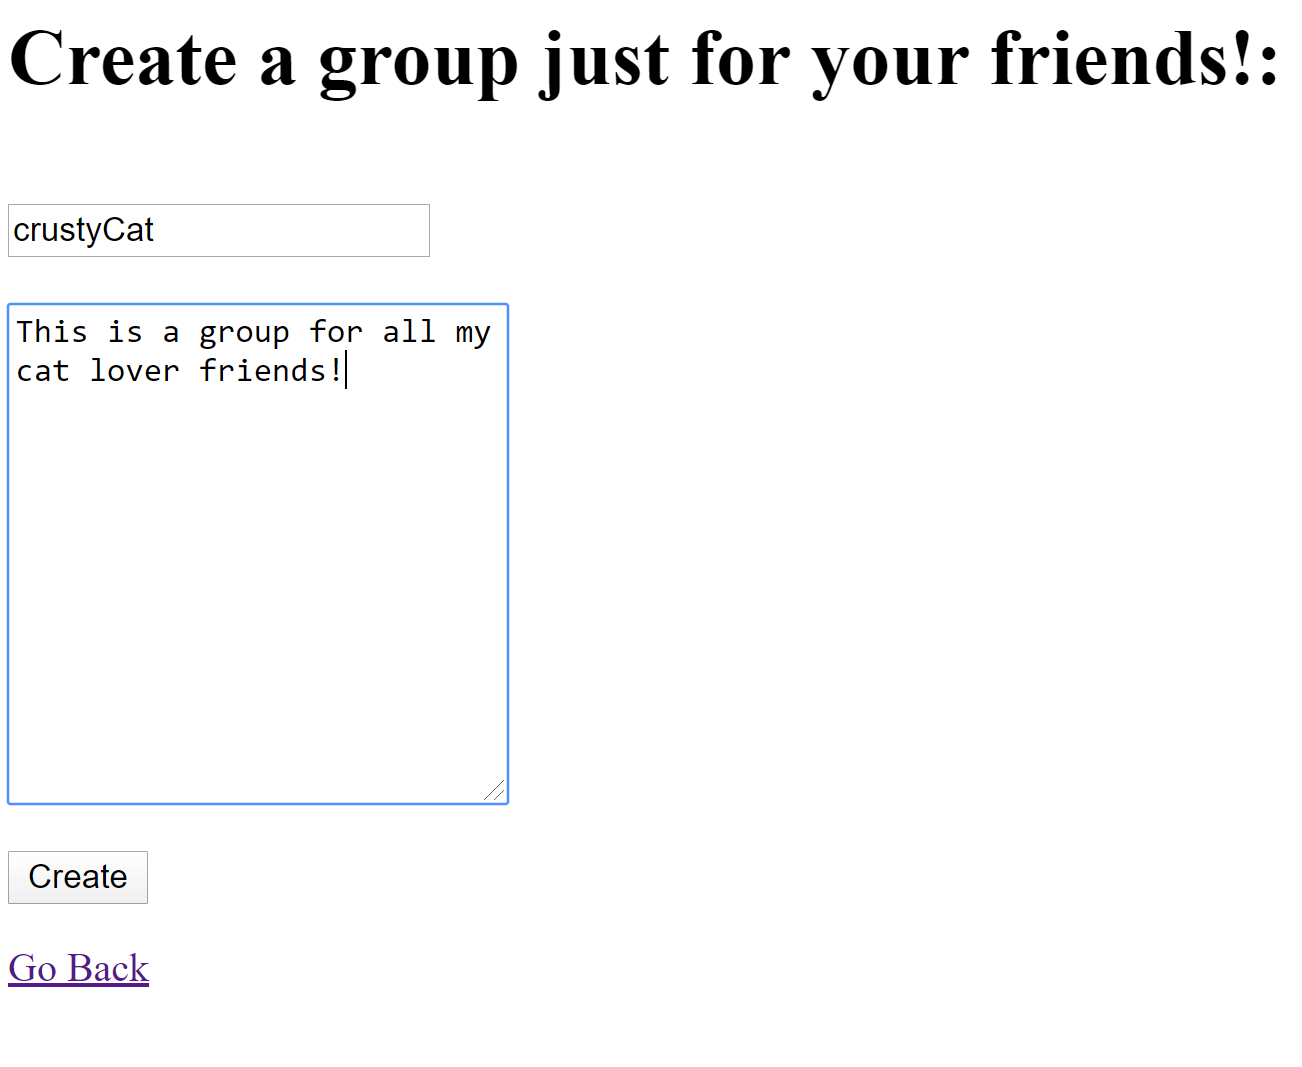 Create a group just for your friends!:
crustyCat
This is a group for all my
cat lover friends!
Create
Go Back